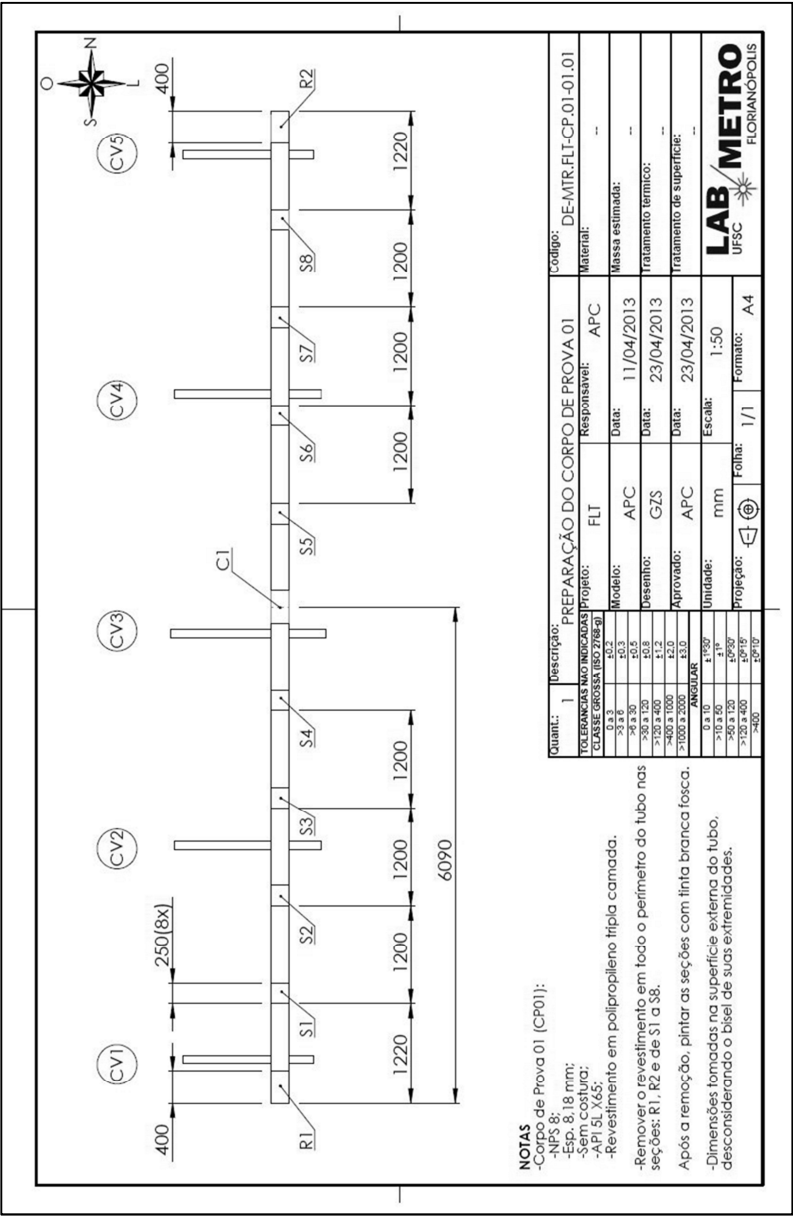 O
N
S
L
CV1
CV2
CV3
CV4
CV5
400
250(8x)
400
R1
S1
S2
S3
S4
C1
S5
S6
S7
S8
R2
1220
1200
1200
1200
1200
1200
1200
1220
6090
NOTAS
-Corpo de Prova 01 (CP01):
-NPS 8;
-Esp. 8,18 mm;
-Sem costura;
-API 5L X65;
-Revestimento em polipropileno tripla camada.
-Remover o revestimento em todo o perímetro do tubo nas
seções: R1, R2 e de S1 a S8.
Após a remoção, pintar as seções com tinta branca fosca.
-Dimensões tomadas na superfície externa do tubo,
desconsiderando o bisel de suas extremidades.
Quant.: 1
Descrição: PREPARAÇÃO DO CORPO DE PROVA 01
Código: DE-MTR.FLT-CP.01-01.01
TOLERÂNCIAS NÃO INDICADAS
CLASSE GROSSA (ISO 2768-g)
0 a 3 ±0,2
>3 a 6 ±0,3
>6 a 30 ±0,5
>30 a 120 ±0,8
>120 a 400 ±1,2
>400 a 1000 ±2,0
>1000 a 2000 ±3,0
ANGULAR
0 a 10 ±1º30'
>10 a 50 ±1º
>50 a 120 ±0º30'
>120 a 400 ±0º15'
>400 ±0º10'
Projeto: FLT
Responsável: APC
Material: --
Modelo: APC
Data: 11/04/2013
Massa estimada: --
Desenho: GZS
Data: 23/04/2013
Tratamento térmico: --
Aprovado: APC
Data: 23/04/2013
Tratamento de superfície: --
Unidade: mm
Escala: 1:50
Projeção:
Folha: 1/1
Formato: A4
LAB METRO
UFSC FLORIANÓPOLIS